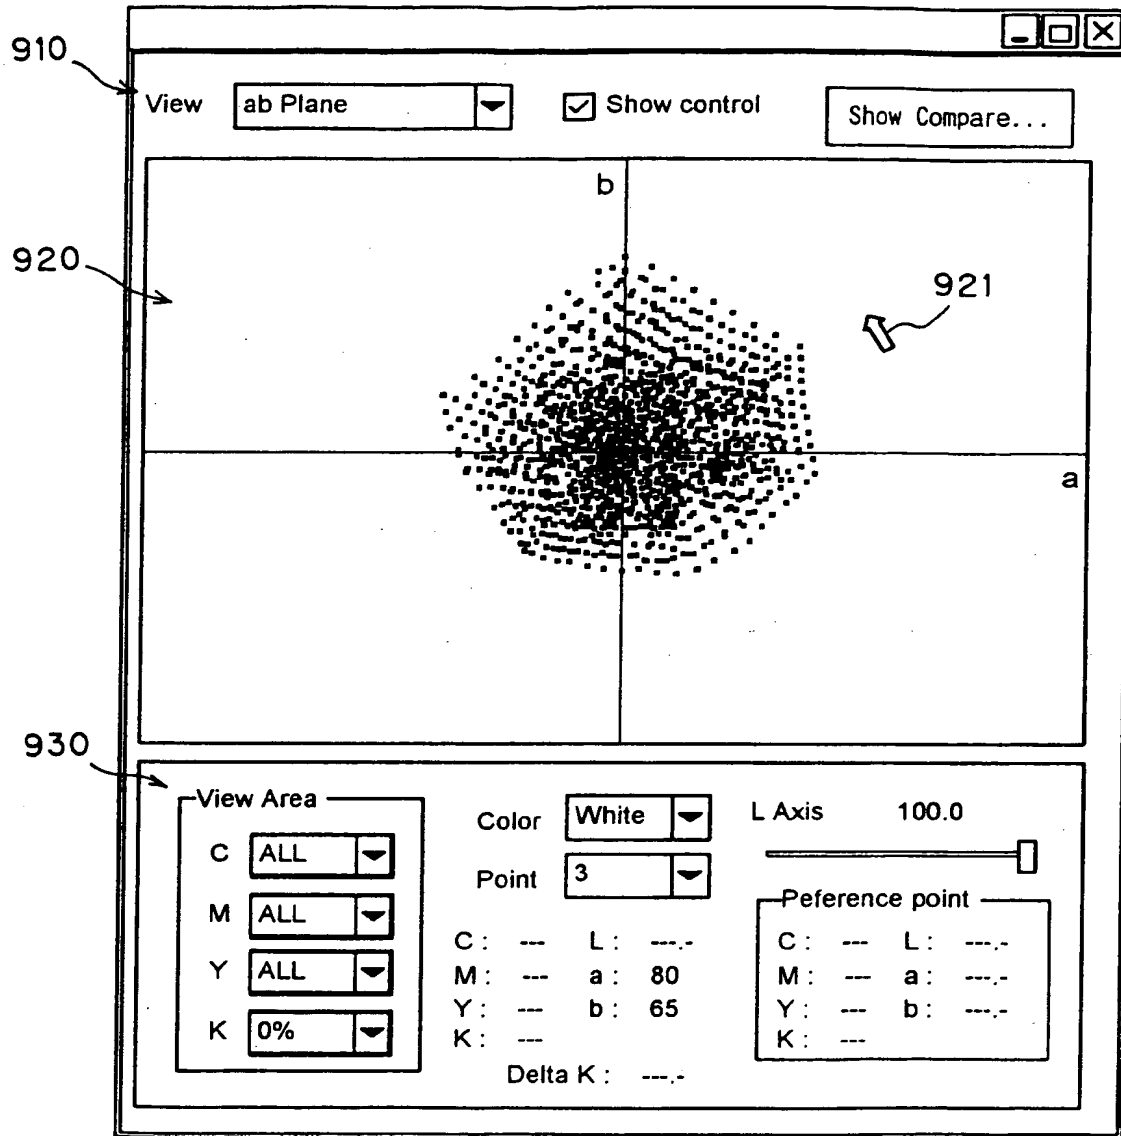 910
View ab Plane Show control Show Compare...
b
920
921
a
930
View Area
C ALL
M ALL
Y ALL
K 0%
Color White
Point 3
C : --- L : ---.-
M : --- a : 80
Y : --- b : 65
K : ---
Delta K : ---.-
L Axis 100.0
Peference point
C : --- L : ---.-
M : --- a : ---.-
Y : --- b : ---.-
K : ---